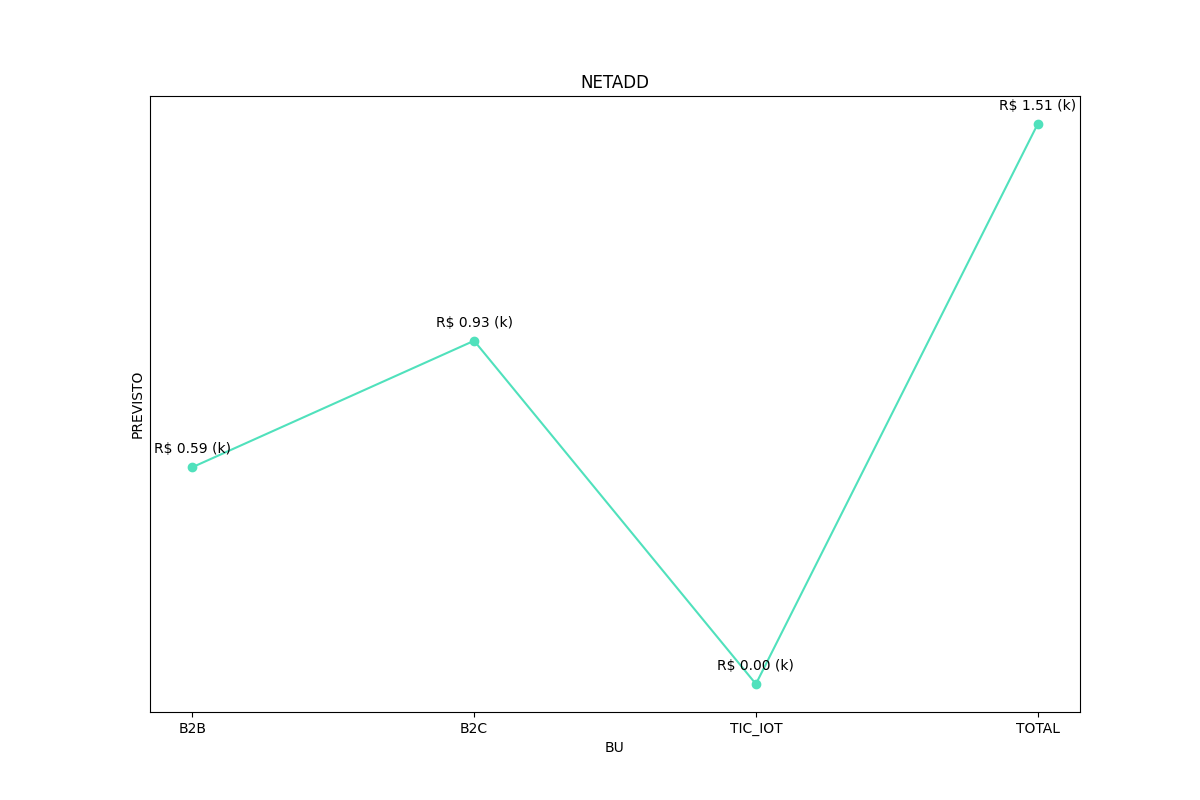 NETADD
R$ 1.51 (k)
R$ 0.93 (k)
PREVISTO
R$ 0.59 (k)
R$ 0.00 (k)
B2B
B2C
TIC_IOT
TOTAL
BU